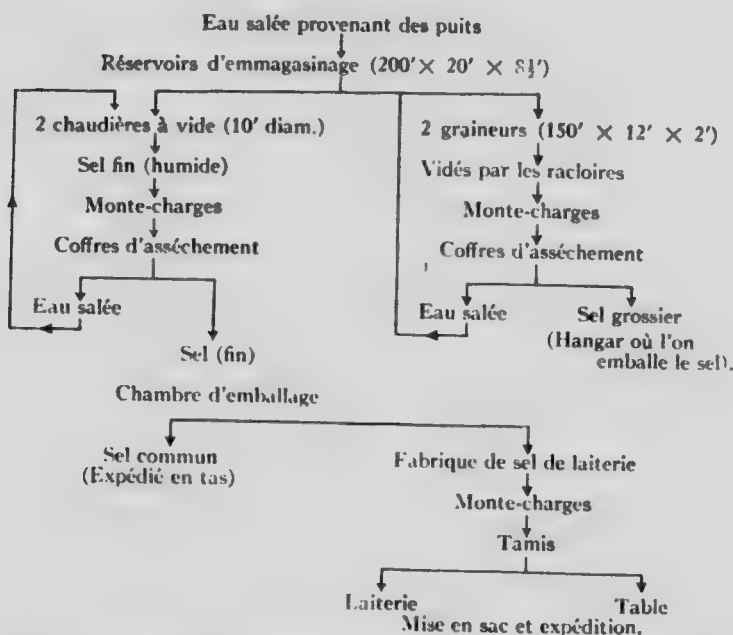 Eau salée provenant des puits
Réservoirs d'emmagasinage (200′ × 20′ × 8½′)
2 chaudières à vide (10′ diam.)
2 graineurs (150′ × 12′ × 2′)
Sel fin (humide)
Vidés par les racloires
Monte-charges
Monte-charges
Coffres d'asséchement
Coffres d'asséchement
Eau salée
Eau salée
Sel grossier
(Hangar où l'on
emballe le sel).
Sel (fin)
Chambre d'emballage
Sel commun
(Expédié en tas)
Fabrique de sel de laiterie
Monte-charges
Tamis
Laiterie
Table
Mise en sac et expédition.